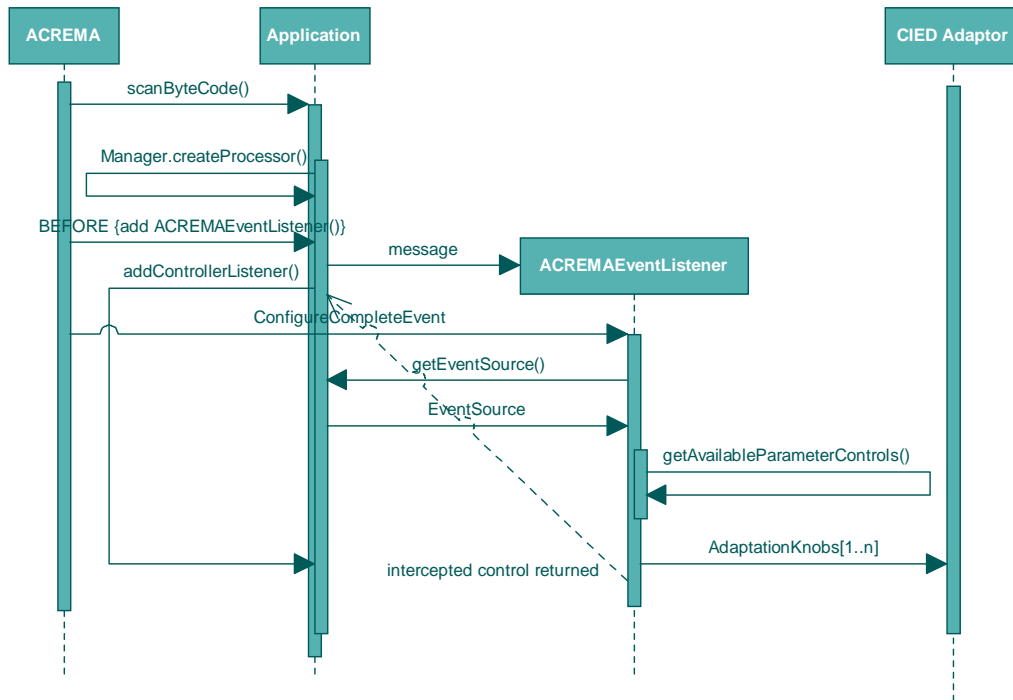 ACREMA
Application
CIED Adaptor
scanByteCode()
Manager.createProcessor()
BEFORE {add ACREMAEventListener()}
message
ACREMAEventListener
addControllerListener()
ConfigureCompleteEvent
getEventSource()
EventSource
getAvailableParameterControls()
AdaptationKnobs[1..n]
intercepted control returned